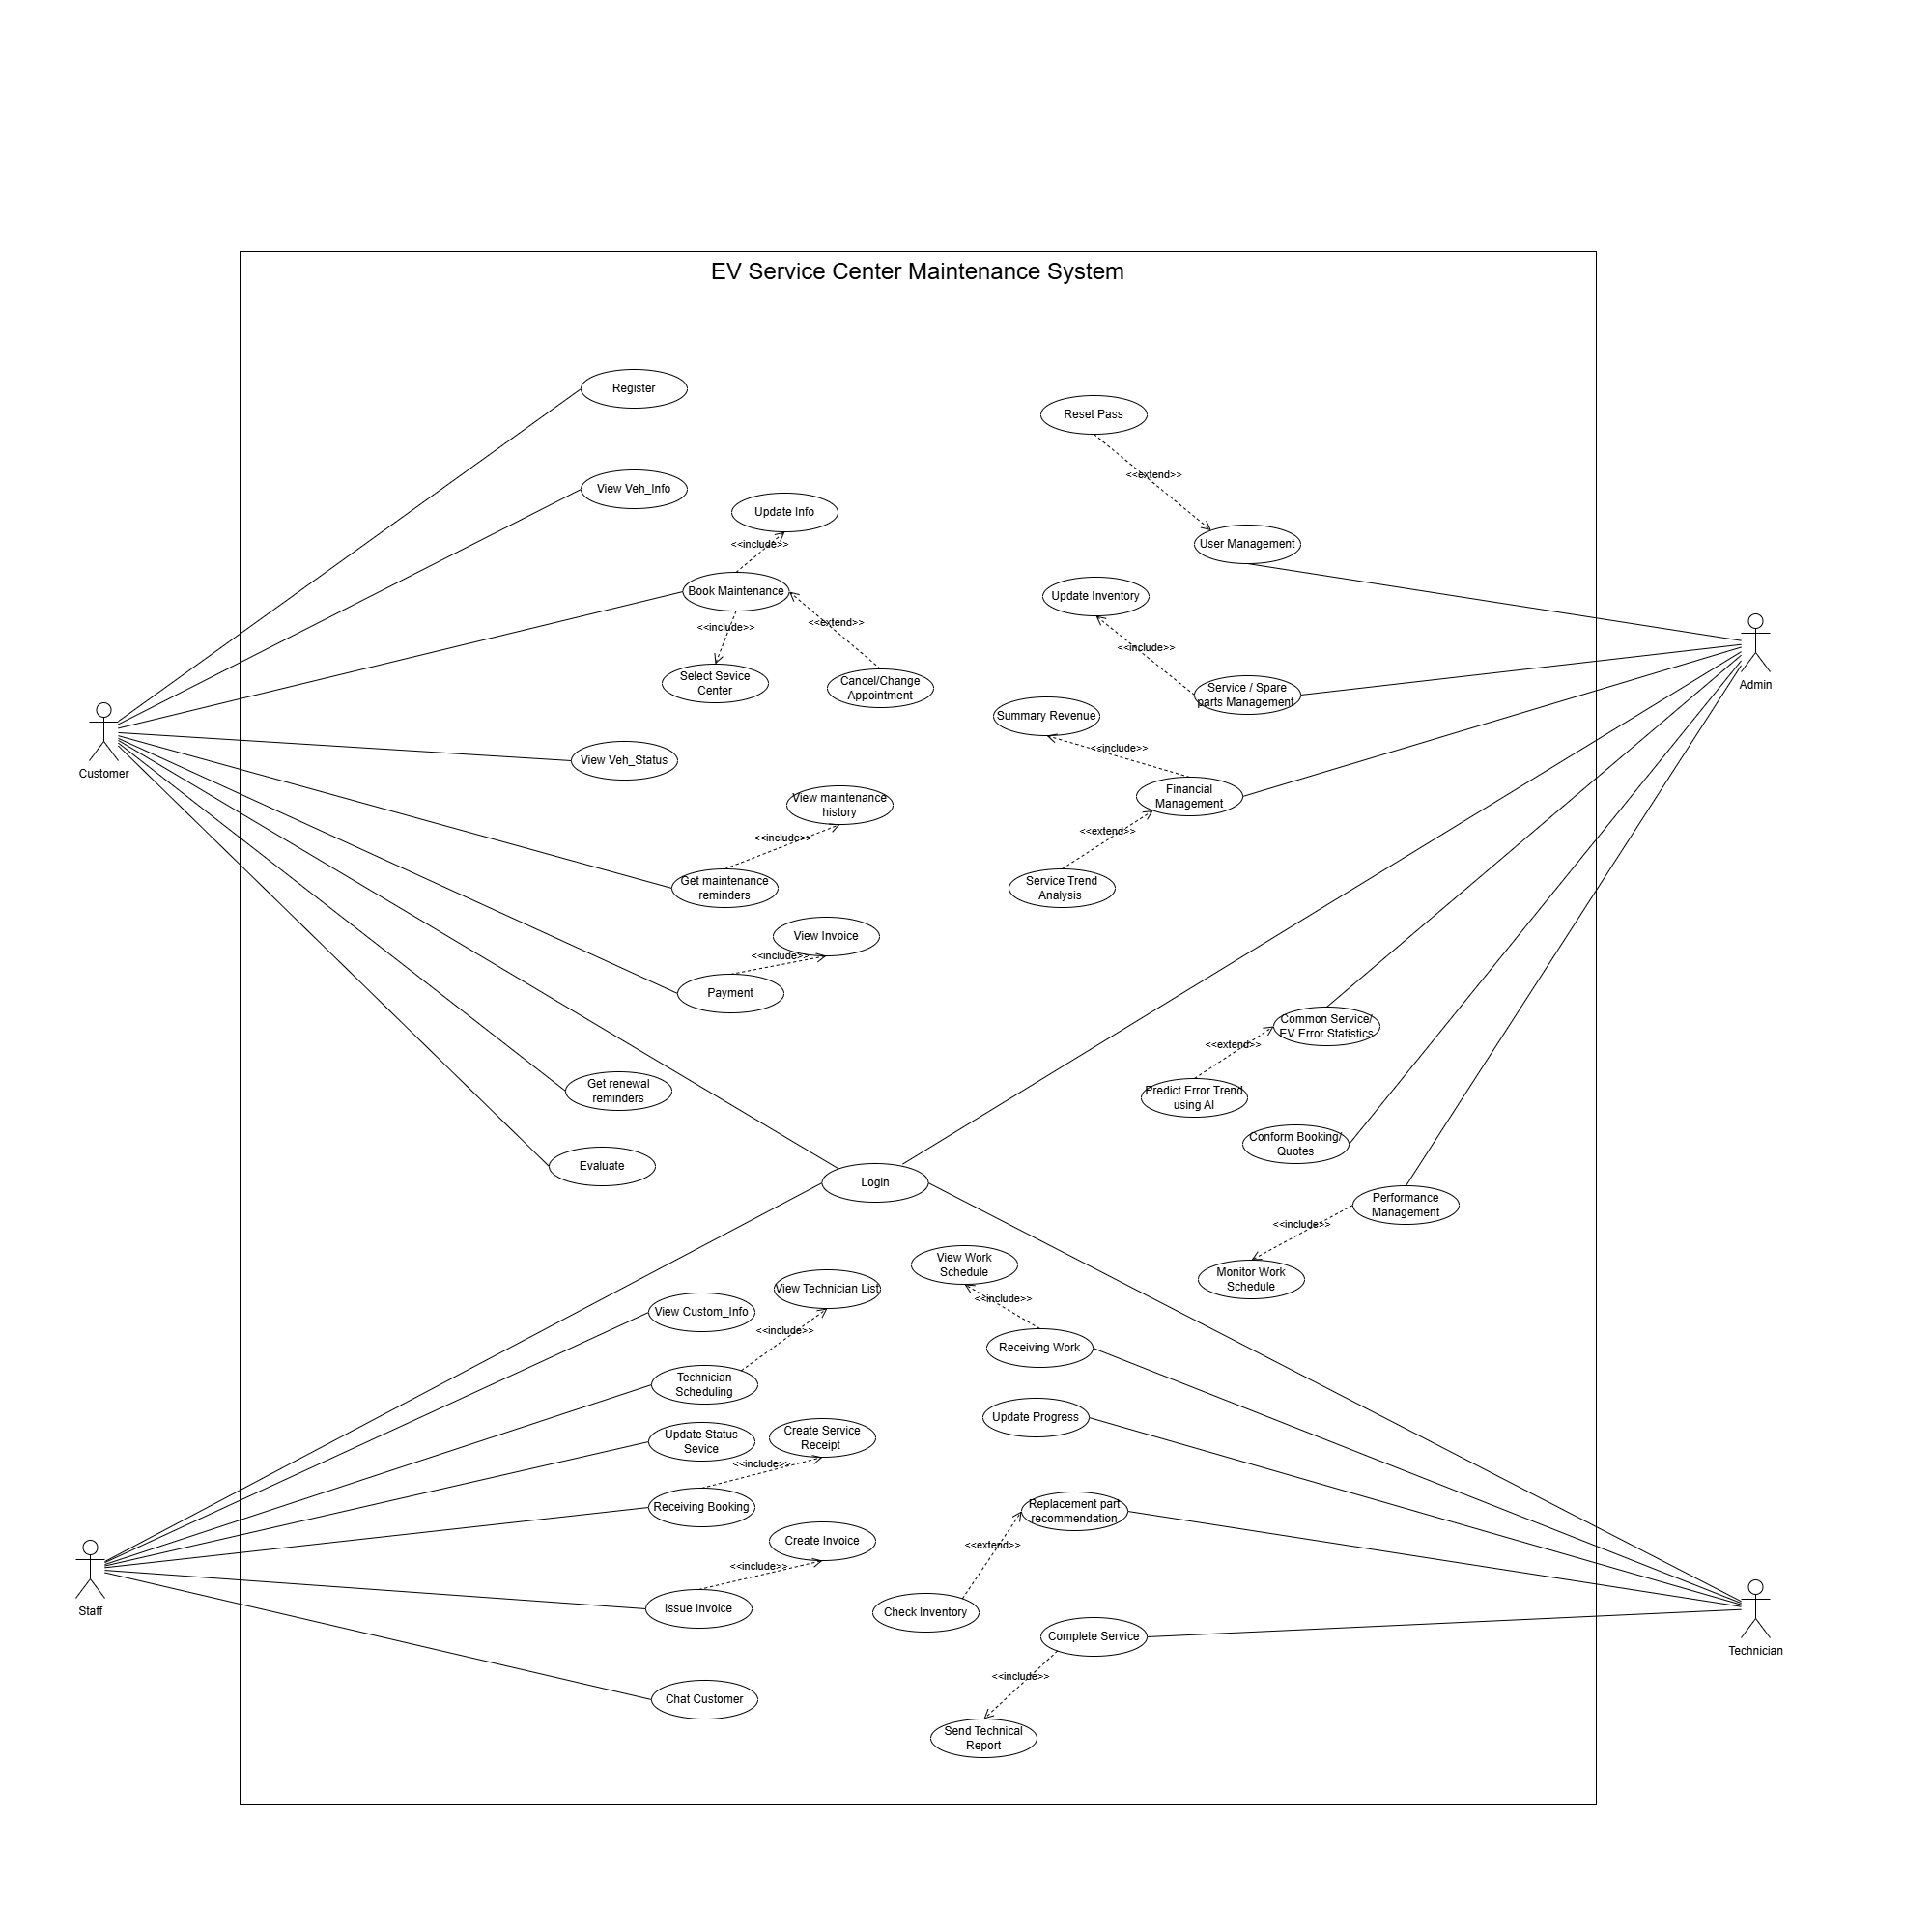 EV Service Center Maintenance System
Register
Reset Pass
<<extend>>
View Veh_Info
Update Info
<<include>>
User Management
Book Maintenance
Update Inventory
<<include>>
<<extend>>
<<include>>
Select Sevice
Center
Cancel/Change
Appointment
Service / Spare
parts Management
Admin
Summary Revenue
<<include>>
Customer
View Veh_Status
Financial
Management
View maintenance
history
<<include>>
<<extend>>
Get maintenance
reminders
Service Trend
Analysis
View Invoice
<<include>>
Payment
Common Service/
EV Error Statistics
<<extend>>
Get renewal
reminders
Predict Error Trend
using AI
Conform Booking/
Quotes
Evaluate
Login
Performance
Management
<<include>>
View Work
Schedule
Monitor Work
Schedule
View Technician List
<<include>>
View Custom_Info
<<include>>
Receiving Work
Technician
Scheduling
Update Progress
Update Status
Sevice
Create Service
Receipt
<<include>>
Receiving Booking
Replacement part
recommendation
Create Invoice
<<extend>>
<<include>>
Staff
Issue Invoice
Check Inventory
Complete Service
Technician
<<include>>
Chat Customer
Send Technical
Report